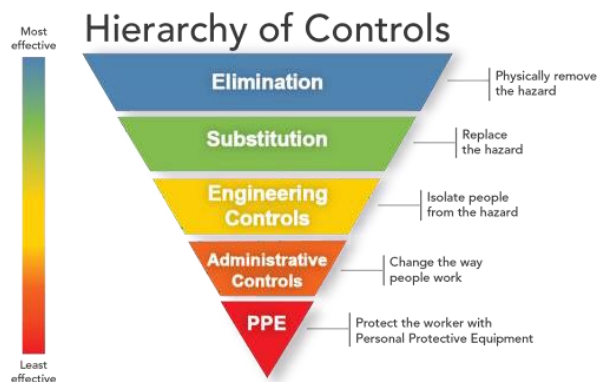 Hierarchy of Controls
Most
effective
Elimination
Physically remove
the hazard
Substitution
Replace
the hazard
Engineering
Controls
Isolate people
from the hazard
Administrative
Controls
Change the way
people work
PPE
Protect the worker with
Personal Protective Equipment
Least
effective